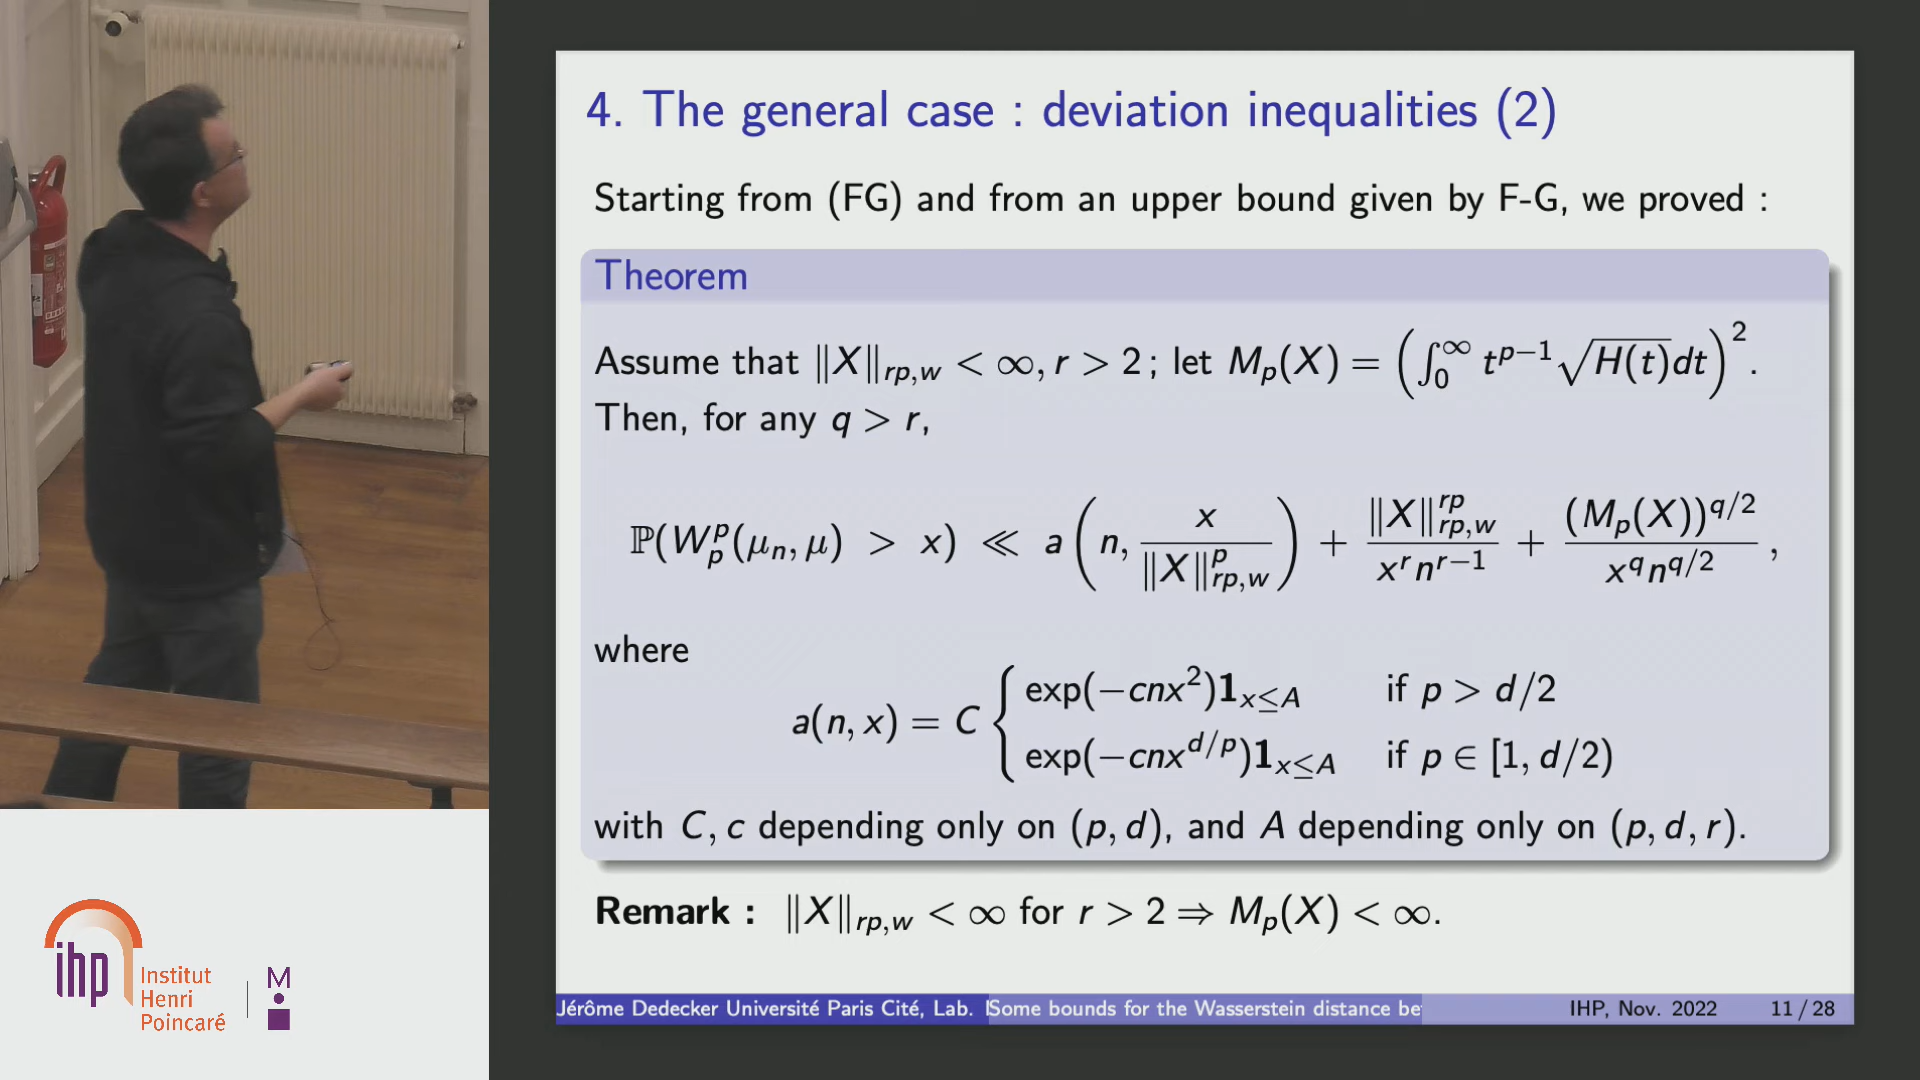 4. The general case : deviation inequalities (2)
Starting from (FG) and from an upper bound given by F-G, we proved :
Theorem
Assume that ‖X‖_{rp,w} < ∞, r > 2 ; let M_p(X) = (∫_0^∞ t^{p−1} √H(t) dt)^2 .
Then, for any q > r,
ℙ(W_p^p(μ_n, μ) > x) ≪ a(n, x / ‖X‖_{rp,w}^p) + ‖X‖_{rp,w}^{rp} / x^r n^{r−1} + (M_p(X))^{q/2} / x^q n^{q/2} ,
where
a(n, x) = C { exp(−cnx^2)1_{x≤A} if p > d/2
exp(−cnx^{d/p})1_{x≤A} if p ∈ [1, d/2)
with C, c depending only on (p, d), and A depending only on (p, d, r).
Remark : ‖X‖_{rp,w} < ∞ for r > 2 ⇒ M_p(X) < ∞.
Jérôme Dedecker Université Paris Cité, Lab. Some bounds for the Wasserstein distance be IHP, Nov. 2022 11 / 28
ihp
Institut
Henri
Poincaré
M